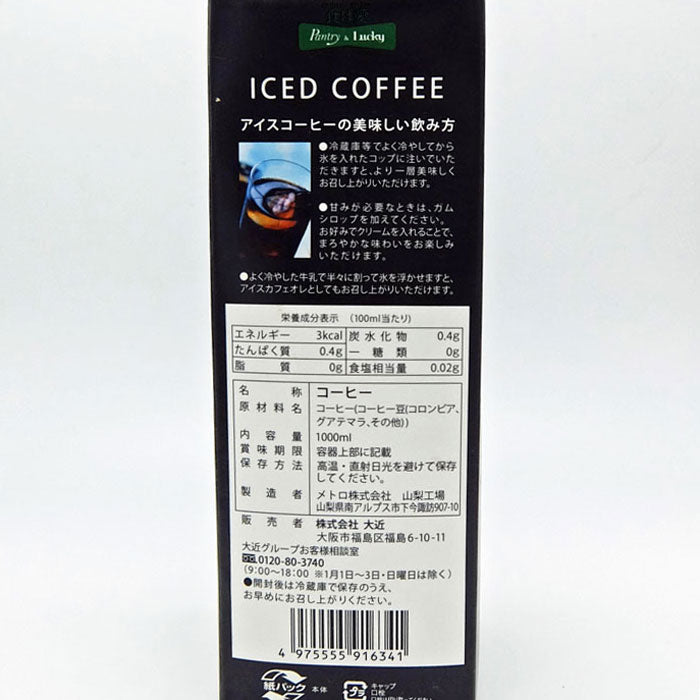 Pantry & Lucky
ICED COFFEE
アイスコーヒーの美味しい飲み方
●冷蔵庫等でよく冷やしてから
氷を入れたコップに注いでいた
だきますと、より一層美味しく
お召し上がりいただけます。
●甘みが必要なときは、ガム
シロップを加えてください。
お好みでクリームを入れることで、
まろやかな味わいをお楽しみ
いただけます。
●よく冷やした牛乳で半々に割って氷を浮かせますと、
アイスカフェオレとしてもお召し上がりいただけます。
栄養成分表示 (100ml当たり)
エネルギー 3kcal 炭水化物 0.4g
たんぱく質 0.4g ー糖類 0g
脂質 0g 食塩相当量 0.02g
名称 コーヒー
原材料名 コーヒー(コーヒー豆(コロンビア、
グアテマラ、その他))
内容量 1000ml
賞味期限 容器上部に記載
保存方法 高温・直射日光を避けて保存
してください。
製造者 メトロ株式会社 山梨工場
山梨県南アルプス市下今諏訪907-10
販売者 株式会社 大近
大阪市福島区福島6-10-11
大近グループお客様相談室
0120-80-3740
(9:00〜18:00 ※1月1日〜3日・日曜日は除く)
●開封後は冷蔵庫で保存のうえ、
お早めにお召し上がりください。
4 975555 916341
紙パック 本体 プラ キャップ
口栓